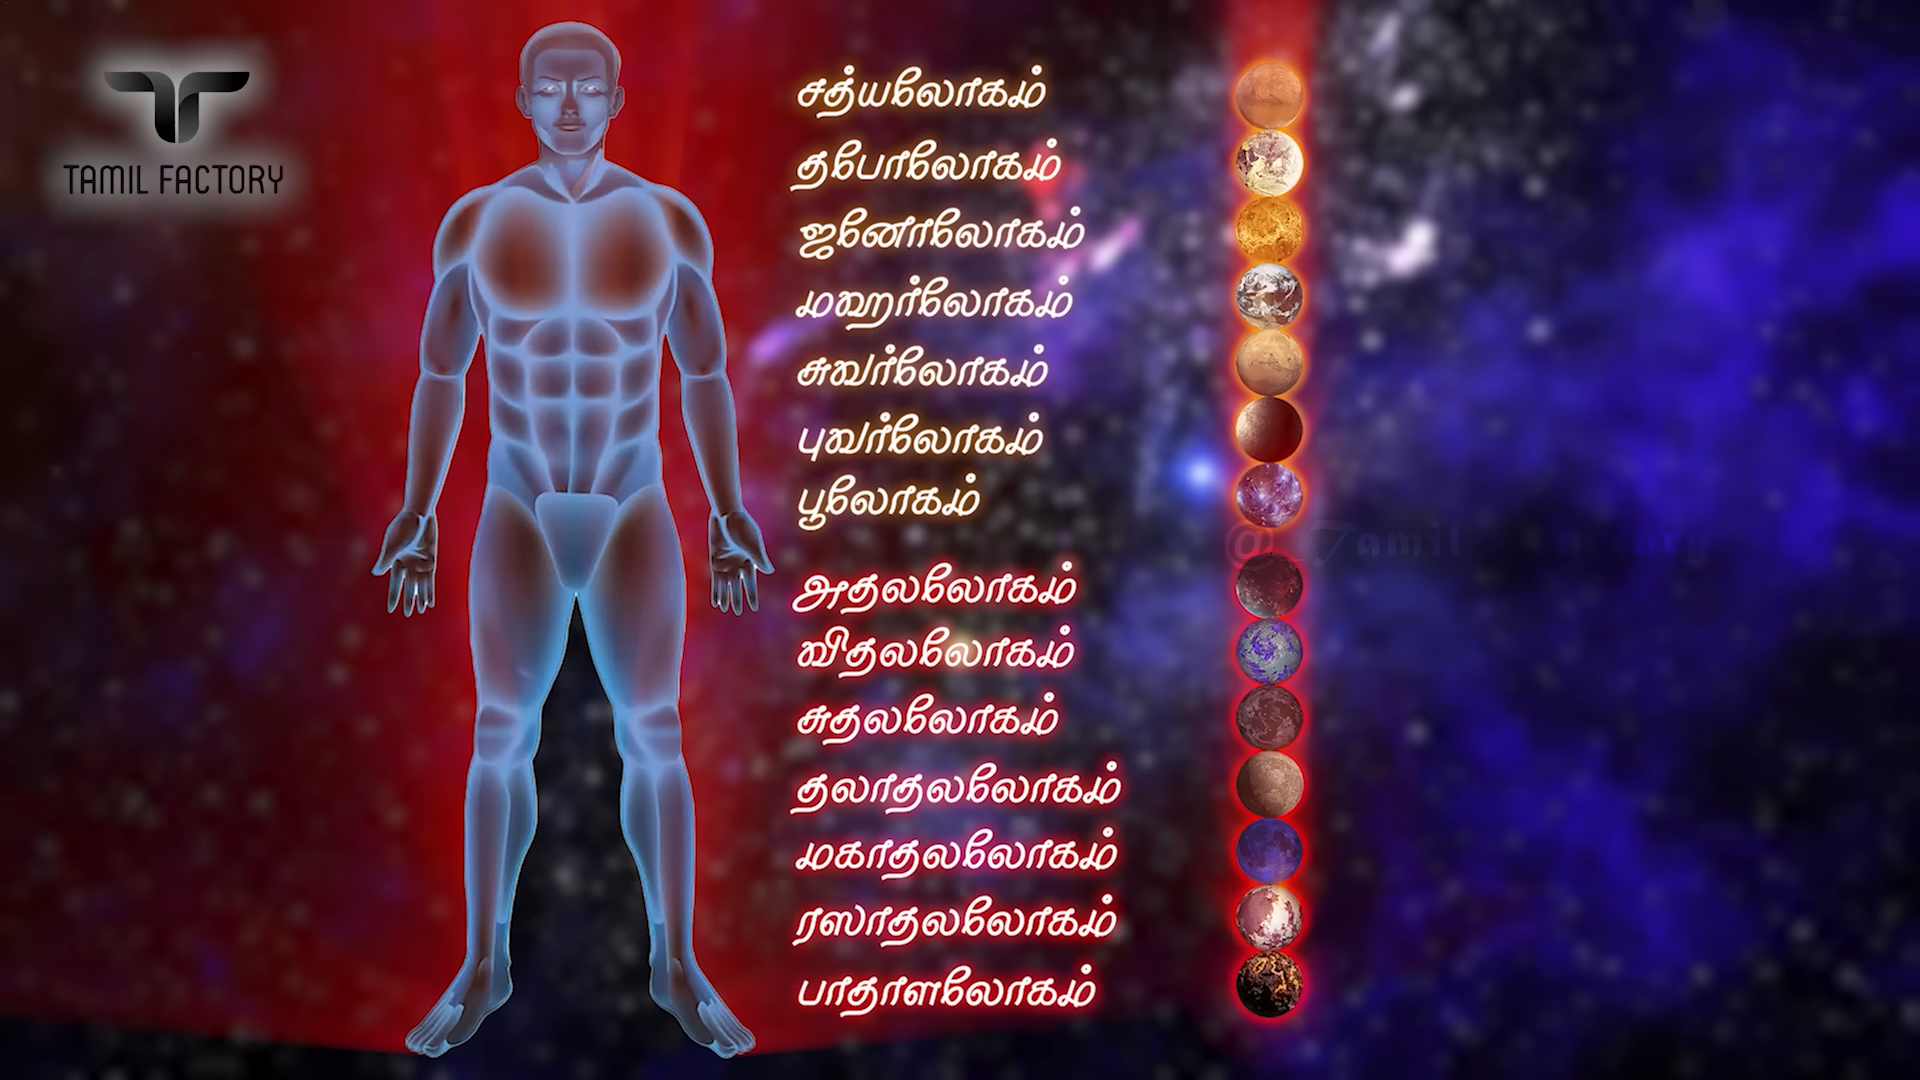 TAMIL FACTORY
சத்யலோகம்
தபோலோகம்
ஜனோலோகம்
மஹர்லோகம்
சுவர்லோகம்
புவர்லோகம்
பூலோகம்
அதலலோகம்
விதலலோகம்
சுதலலோகம்
தலாதலலோகம்
மகாதலலோகம்
ரஸாதலலோகம்
பாதாளலோகம்